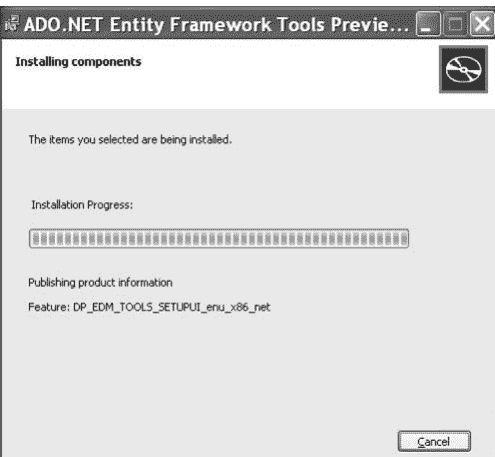 ADO.NET Entity Framework Tools Previe...
Installing components
The items you selected are being installed.
Installation Progress:
Publishing product information
Feature: DP_EDM_TOOLS_SETUPUI_enu_x86_net
Cancel